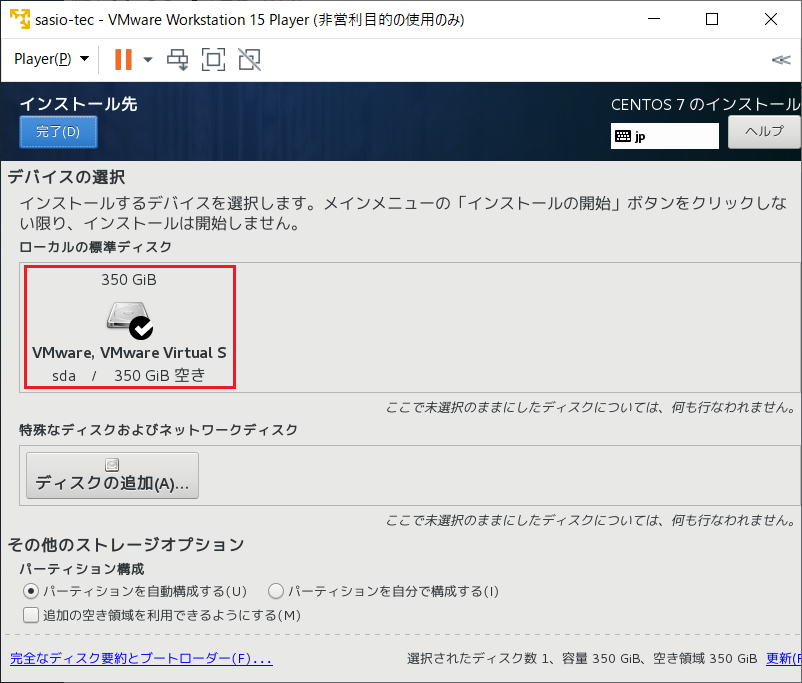 sasio-tec - VMware Workstation 15 Player (非営利目的の使用のみ)
Player(P)
インストール先
CENTOS 7 のインストール
完了(D)
jp
ヘルプ
デバイスの選択
インストールするデバイスを選択します。メインメニューの「インストールの開始」ボタンをクリックしな
い限り、インストールは開始しません。
ローカルの標準ディスク
350 GiB
VMware, VMware Virtual S
sda / 350 GiB 空き
ここで未選択のままにしたディスクについては、何も行なわれません。
特殊なディスクおよびネットワークディスク
ディスクの追加(A)...
ここで未選択のままにしたディスクについては、何も行なわれません。
その他のストレージオプション
パーティション構成
パーティションを自動構成する(U) パーティションを自分で構成する(I)
追加の空き領域を利用できるようにする(M)
完全なディスク要約とブートローダー(F)... 選択されたディスク数 1、容量 350 GiB、空き領域 350 GiB 更新(R